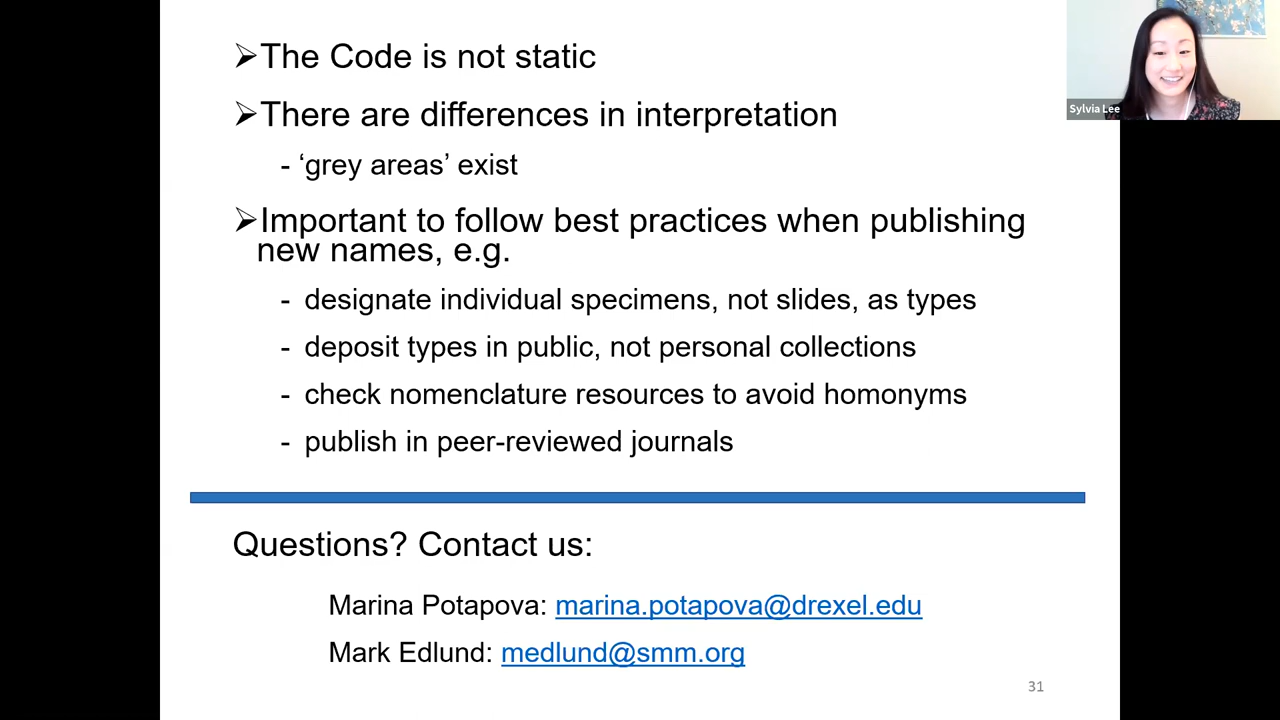 ➢The Code is not static
➢There are differences in interpretation
- ‘grey areas’ exist
➢Important to follow best practices when publishing
new names, e.g.
- designate individual specimens, not slides, as types
- deposit types in public, not personal collections
- check nomenclature resources to avoid homonyms
- publish in peer-reviewed journals
Questions? Contact us:
Marina Potapova: marina.potapova@drexel.edu
Mark Edlund: medlund@smm.org
31
Sylvia Lee